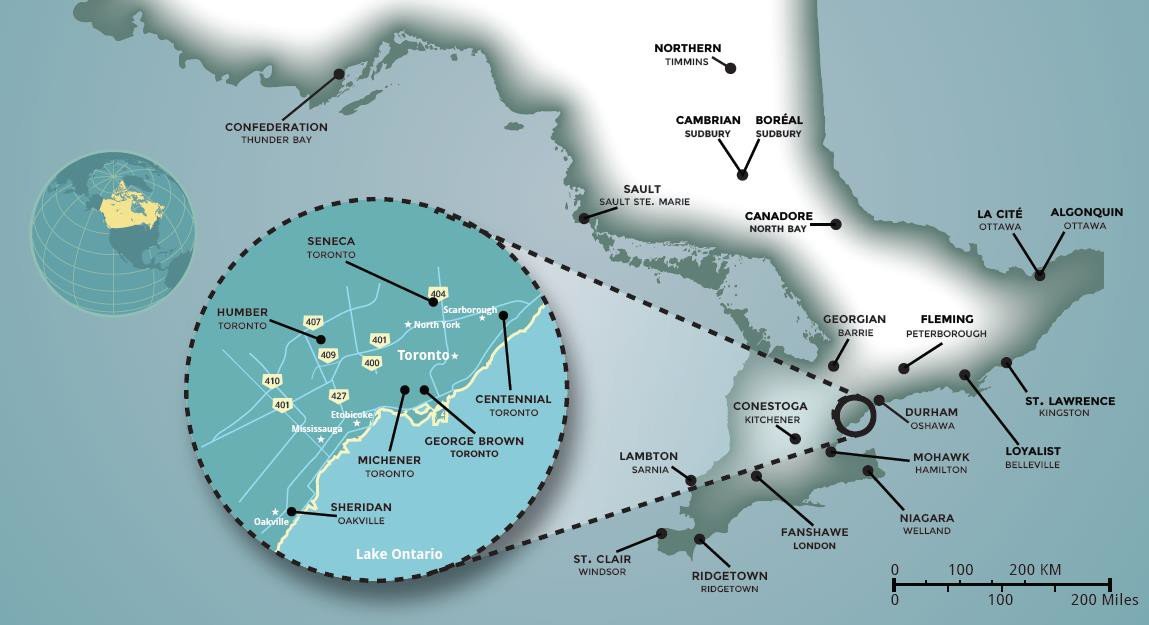 NORTHERN
TIMMINS
CONFEDERATION
THUNDER BAY
CAMBRIAN
SUDBURY
BORÉAL
SUDBURY
SAULT
SAULT STE. MARIE
CANADORE
NORTH BAY
LA CITÉ
OTTAWA
ALGONQUIN
OTTAWA
SENECA
TORONTO
HUMBER
TORONTO
404
Scarborough
407
North York
401
409
400
Toronto
410
401
427
Etobicoke
Mississauga
CENTENNIAL
TORONTO
GEORGE BROWN
TORONTO
MICHENER
TORONTO
SHERIDAN
OAKVILLE
Oakville
Lake Ontario
GEORGIAN
BARRIE
FLEMING
PETERBOROUGH
ST. LAWRENCE
KINGSTON
CONESTOGA
KITCHENER
DURHAM
OSHAWA
LOYALIST
BELLEVILLE
LAMBTON
SARNIA
MOHAWK
HAMILTON
NIAGARA
WELLAND
FANSHAWE
LONDON
ST. CLAIR
WINDSOR
RIDGETOWN
RIDGETOWN
0 100 200 KM
0 100 200 Miles